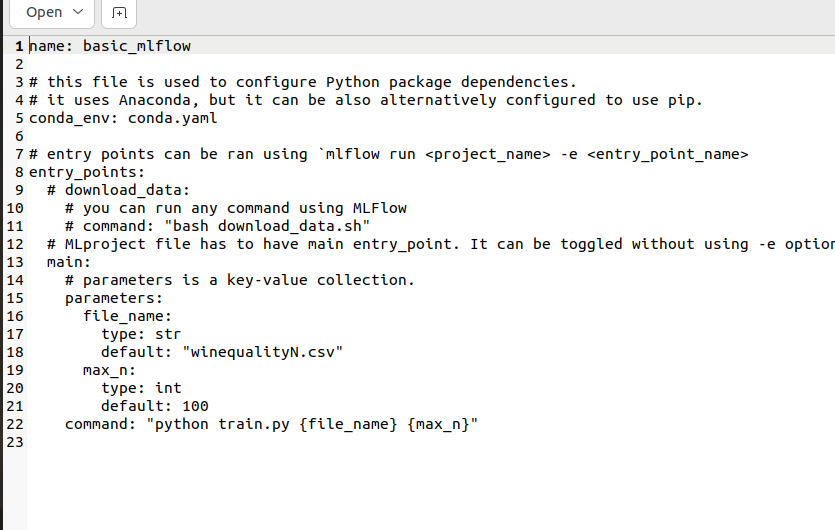 Open
1 name: basic_mlflow
2
3 # this file is used to configure Python package dependencies.
4 # it uses Anaconda, but it can be also alternatively configured to use pip.
5 conda_env: conda.yaml
6
7 # entry points can be ran using `mlflow run <project_name> -e <entry_point_name>
8 entry_points:
9   # download_data:
10     # you can run any command using MLFlow
11     # command: "bash download_data.sh"
12   # MLproject file has to have main entry_point. It can be toggled without using -e option
13   main:
14     # parameters is a key-value collection.
15     parameters:
16       file_name:
17         type: str
18         default: "winequalityN.csv"
19       max_n:
20         type: int
21         default: 100
22     command: "python train.py {file_name} {max_n}"
23